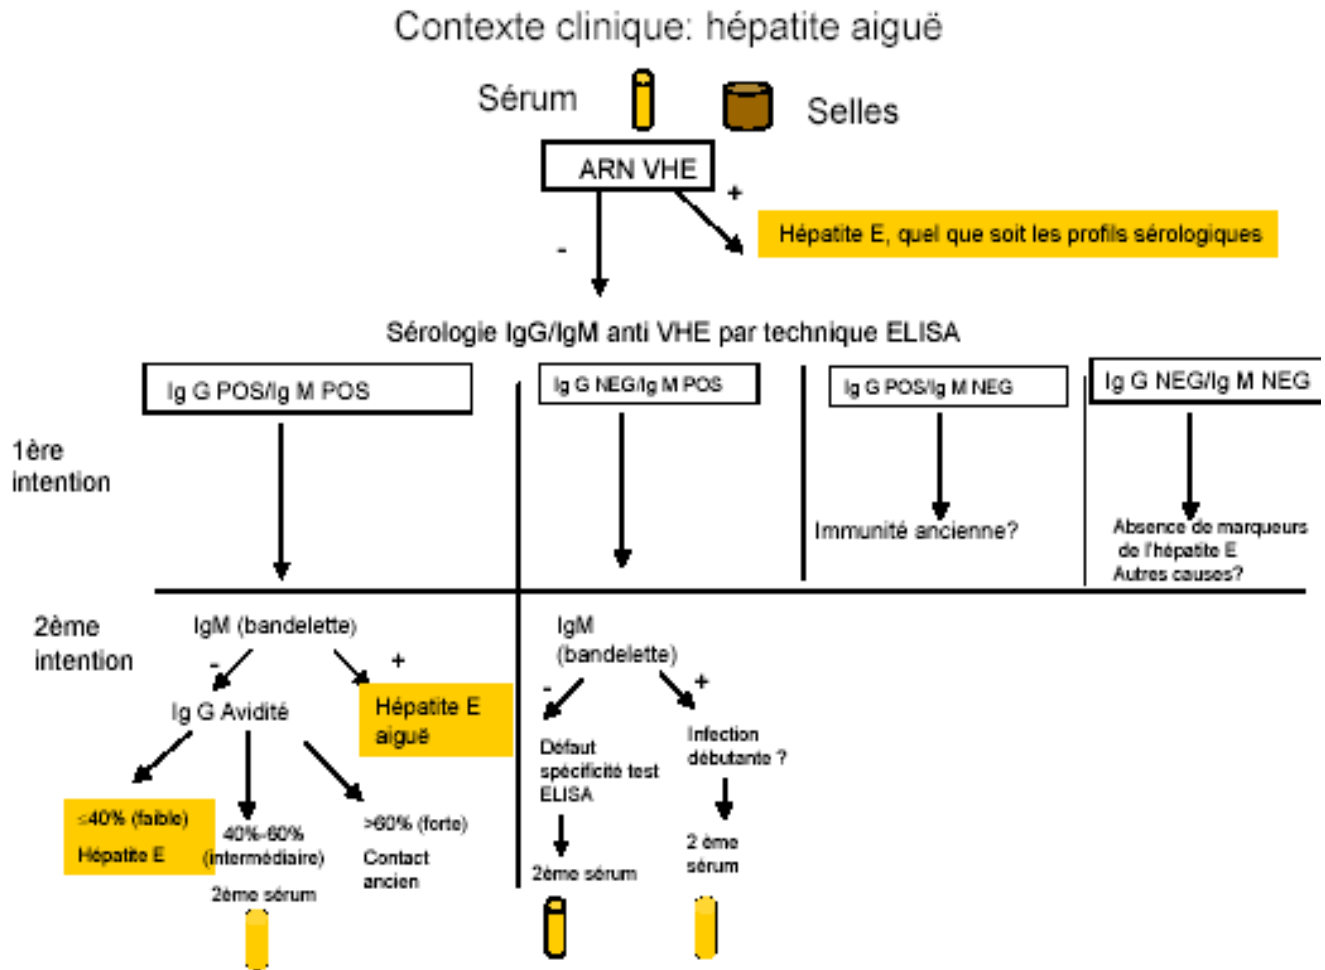 Contexte clinique: hépatite aiguë
Sérum
Selles
ARN VHE
+
-
Hépatite E, quel que soit les profils sérologiques
Sérologie IgG/IgM anti VHE par technique ELISA
Ig G POS/Ig M POS
Ig G NEG/Ig M POS
Ig G POS/Ig M NEG
Ig G NEG/Ig M NEG
1ère
intention
Immunité ancienne?
Absence de marqueurs
de l'hépatite E
Autres causes?
2ème
intention
IgM (bandelette)
-
+
Ig G Avidité
Hépatite E
aiguë
≤40% (faible)
Hépatite E
40%-60%
(intermédiaire)
2ème sérum
>60% (forte)
Contact
ancien
IgM
(bandelette)
-
+
Défaut
spécificité test
ELISA
2ème sérum
Infection
débutante ?
2 ème
sérum